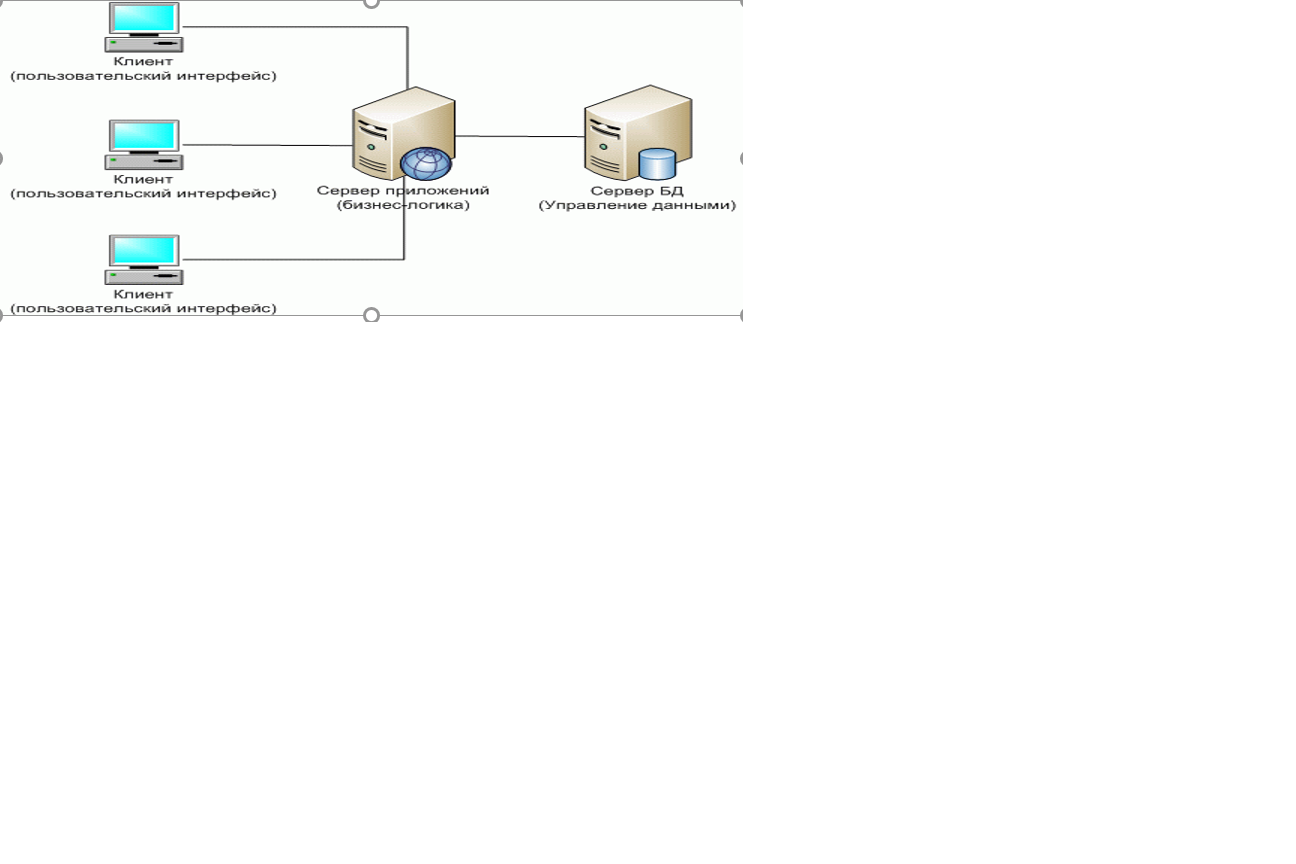 Клиент
(пользовательский интерфейс)
Клиент
(пользовательский интерфейс)
Сервер приложений
(бизнес-логика)
Сервер БД
(Управление данными)
Клиент
(пользовательский интерфейс)